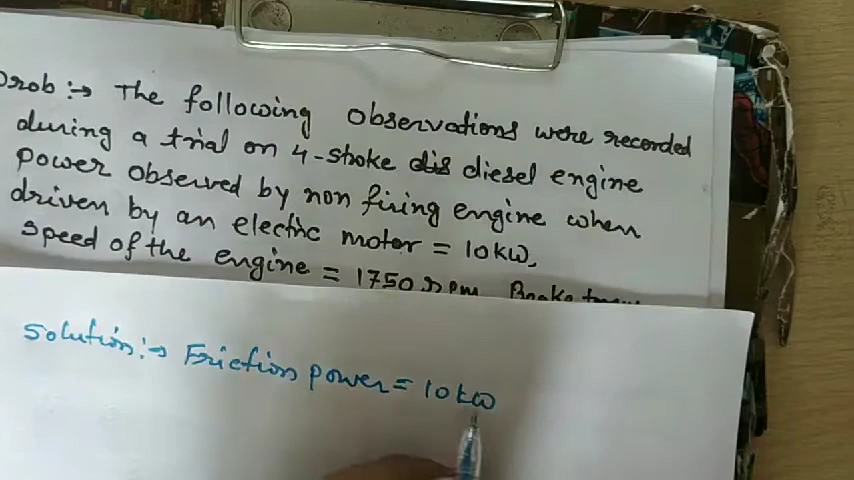 Prob :→ The following observations were recorded
during a trial on 4-stroke dis diesel engine
power observed by non firing engine when
driven by an electric motor = 10kW,
speed of the engine = 1750 rpm Brake
Solution :→ Friction power = 10kW